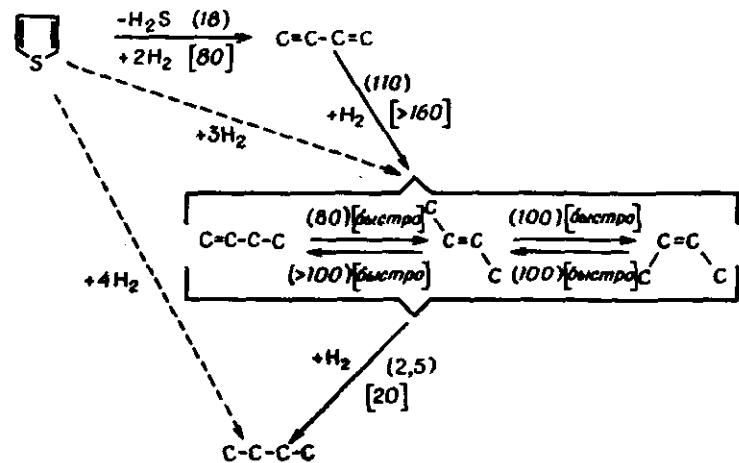 -H₂S (18)
+2H₂ [80]
S
C=C-C=C
(110)
+H₂ [>160]
+3H₂
(80)[быстро]
(100)[быстро]
C=C-C-C
C
C=C
C
C=C
C
C
(>100)[быстро]
(100)[быстро]
+4H₂
+H₂
(2,5)
[20]
C-C-C-C